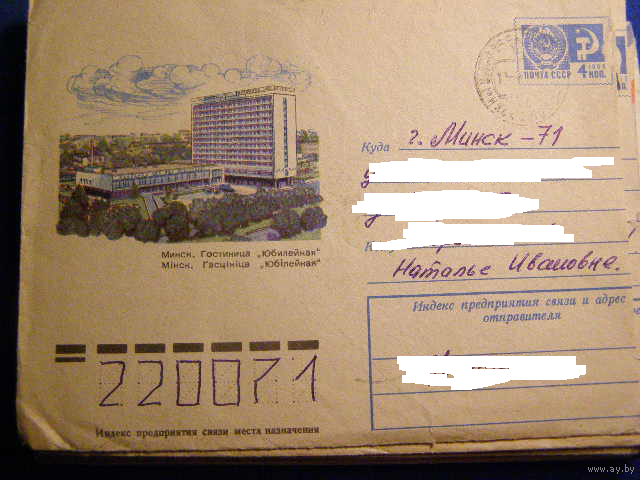 ПОЧТА СССР 4 КОП.
1966
Куда г. Минск -71
Наталье Ивановне.
Минск. Гостиница „Юбилейная"
Мінск. Гасцініца „Юбілейная"
Индекс предприятия связи и адрес
отправителя
220071
Индекс предприятия связи места назначения
www.ay.by